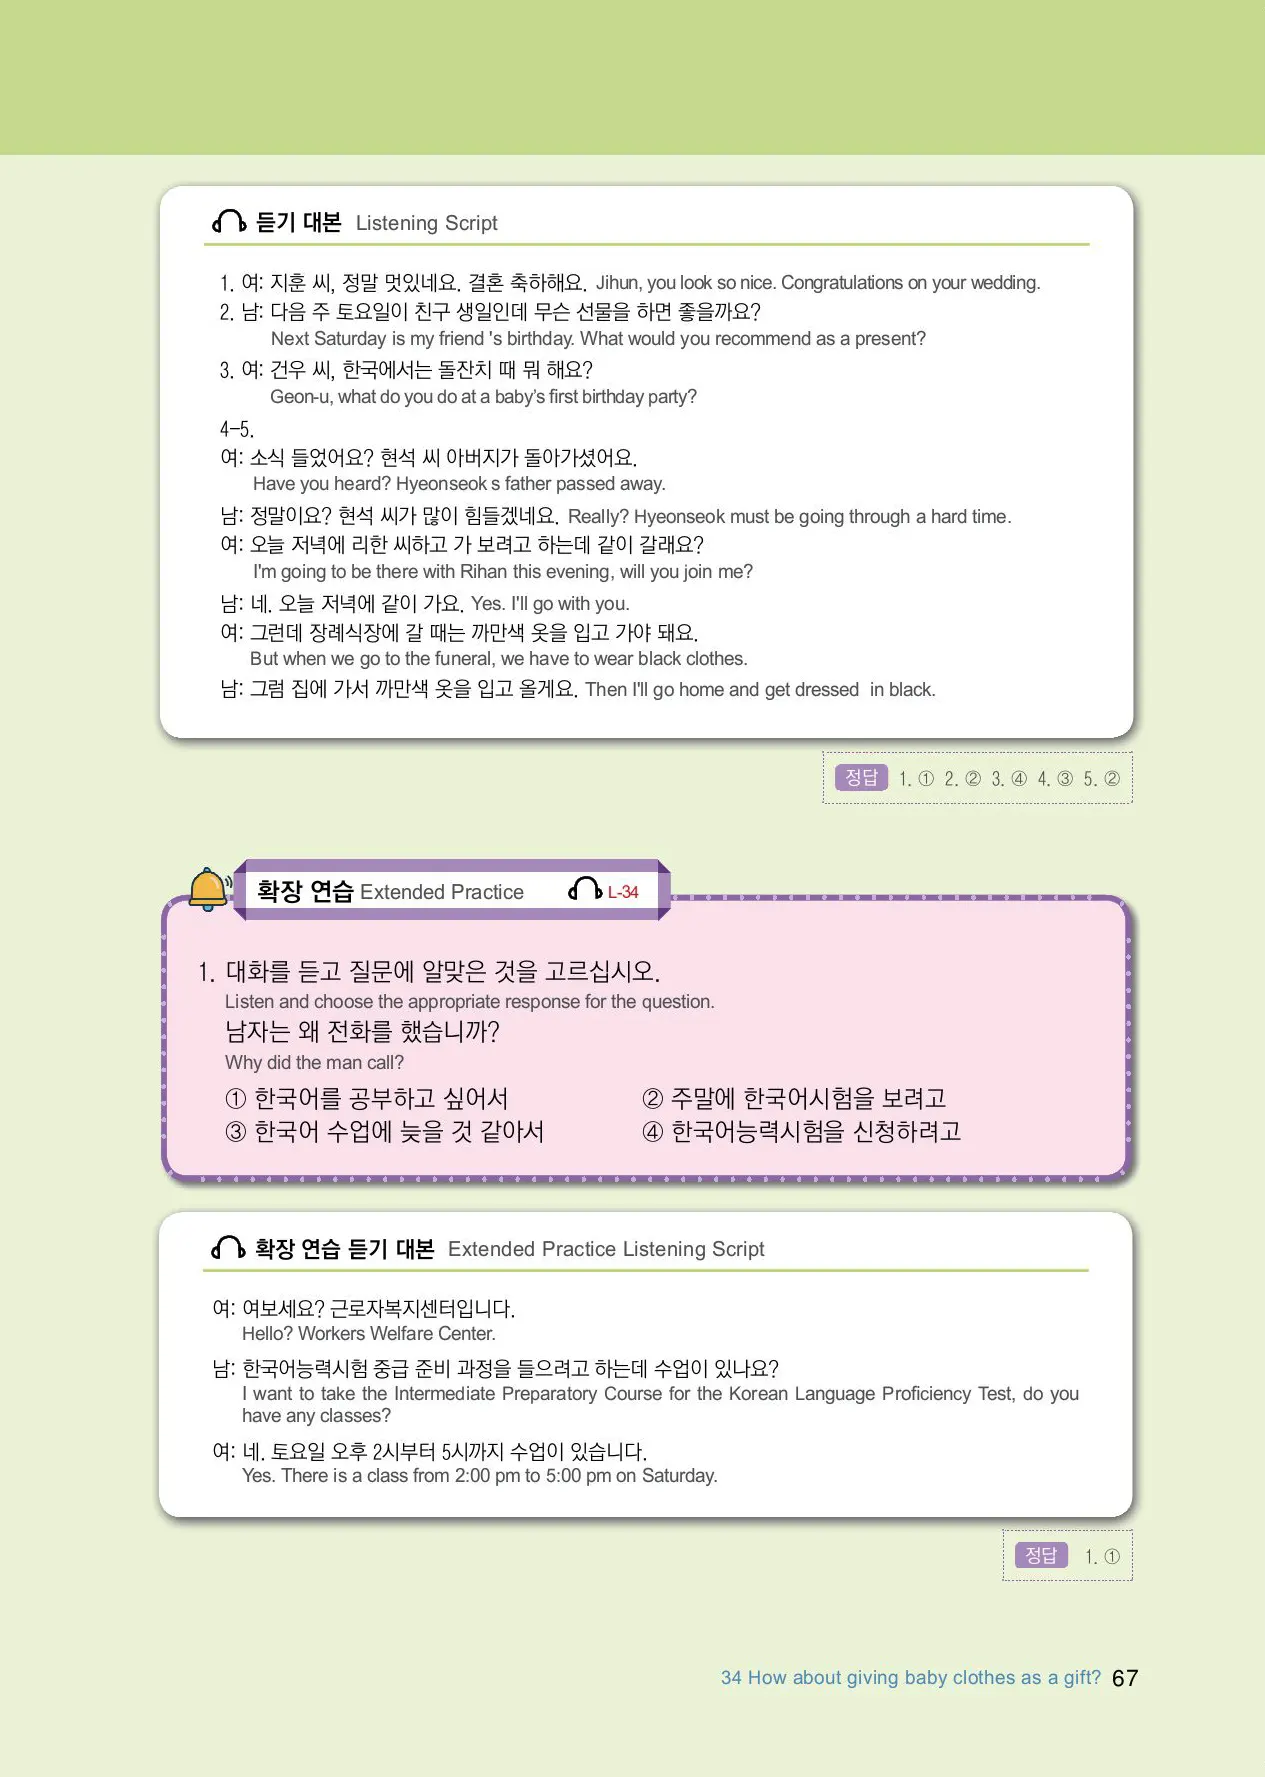 듣기 대본 Listening Script
1. 여: 지훈 씨, 정말 멋있네요. 결혼 축하해요. Jihun, you look so nice. Congratulations on your wedding.
2. 남: 다음 주 토요일이 친구 생일인데 무슨 선물을 하면 좋을까요?
Next Saturday is my friend 's birthday. What would you recommend as a present?
3. 여: 건우 씨, 한국에서는 돌잔치 때 뭐 해요?
Geon-u, what do you do at a baby's first birthday party?
4-5.
여: 소식 들었어요? 현석 씨 아버지가 돌아가셨어요.
Have you heard? Hyeonseok s father passed away.
남: 정말이요? 현석 씨가 많이 힘들겠네요. Really? Hyeonseok must be going through a hard time.
여: 오늘 저녁에 리한 씨하고 가 보려고 하는데 같이 갈래요?
I'm going to be there with Rihan this evening, will you join me?
남: 네. 오늘 저녁에 같이 가요. Yes. I'll go with you.
여: 그런데 장례식장에 갈 때는 까만색 옷을 입고 가야 돼요.
But when we go to the funeral, we have to wear black clothes.
남: 그럼 집에 가서 까만색 옷을 입고 올게요. Then I'll go home and get dressed in black.
정답 1. ① 2. ② 3. ④ 4. ③ 5. ②
확장 연습 Extended Practice L-34
1. 대화를 듣고 질문에 알맞은 것을 고르십시오.
Listen and choose the appropriate response for the question.
남자는 왜 전화를 했습니까?
Why did the man call?
① 한국어를 공부하고 싶어서 ② 주말에 한국어시험을 보려고
③ 한국어 수업에 늦을 것 같아서 ④ 한국어능력시험을 신청하려고
확장 연습 듣기 대본 Extended Practice Listening Script
여: 여보세요? 근로자복지센터입니다.
Hello? Workers Welfare Center.
남: 한국어능력시험 중급 준비 과정을 들으려고 하는데 수업이 있냐요?
I want to take the Intermediate Preparatory Course for the Korean Language Proficiency Test, do you
have any classes?
여: 네. 토요일 오후 2시부터 5시까지 수업이 있습니다.
Yes. There is a class from 2:00 pm to 5:00 pm on Saturday.
정답 1. ①
34 How about giving baby clothes as a gift? 67